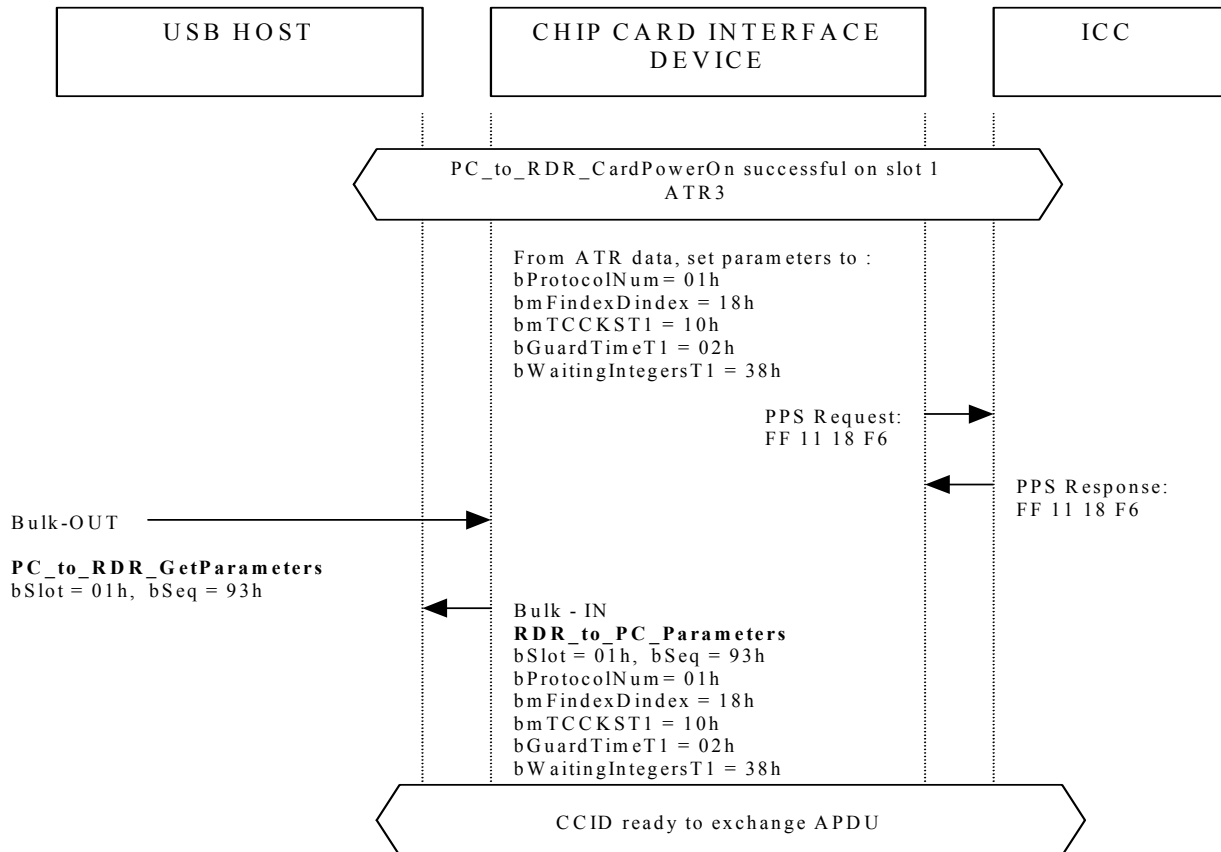 USB HOST
CHIP CARD INTERFACE
DEVICE
ICC
PC_to_RDR_CardPowerOn successful on slot 1
ATR3
From ATR data, set parameters to :
bProtocolNum= 01h
bmFindexDindex = 18h
bmTCCKST1 = 10h
bGuardTimeT1 = 02h
bWaitingIntegersT1 = 38h
PPS Request:
FF 11 18 F6
PPS Response:
FF 11 18 F6
Bulk-OUT
PC_to_RDR_GetParameters
bSlot = 01h, bSeq = 93h
Bulk - IN
RDR_to_PC_Parameters
bSlot = 01h, bSeq = 93h
bProtocolNum= 01h
bmFindexDindex = 18h
bmTCCKST1 = 10h
bGuardTimeT1 = 02h
bWaitingIntegersT1 = 38h
CCID ready to exchange APDU